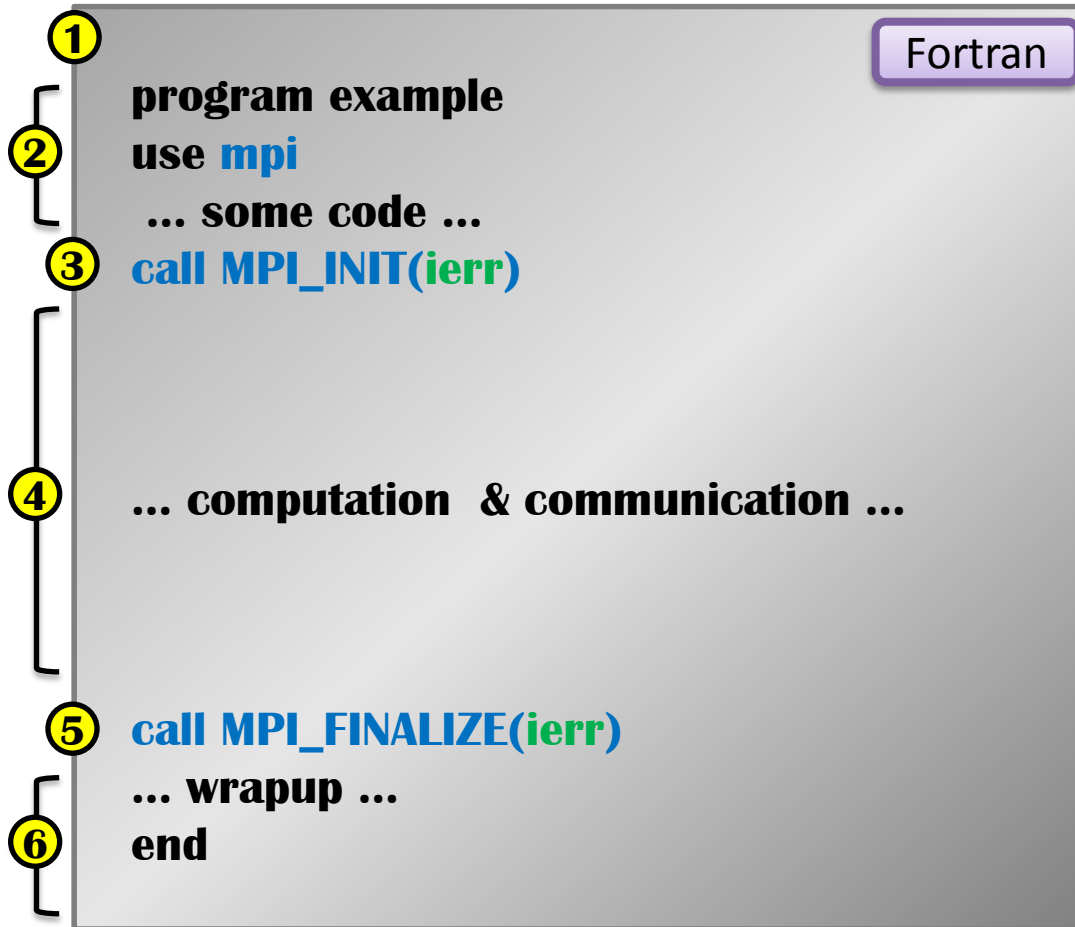 1
Fortran
program example
2
use mpi
... some code ...
3
call MPI_INIT(ierr)
4
... computation & communication ...
5
call MPI_FINALIZE(ierr)
... wrapup ...
6
end